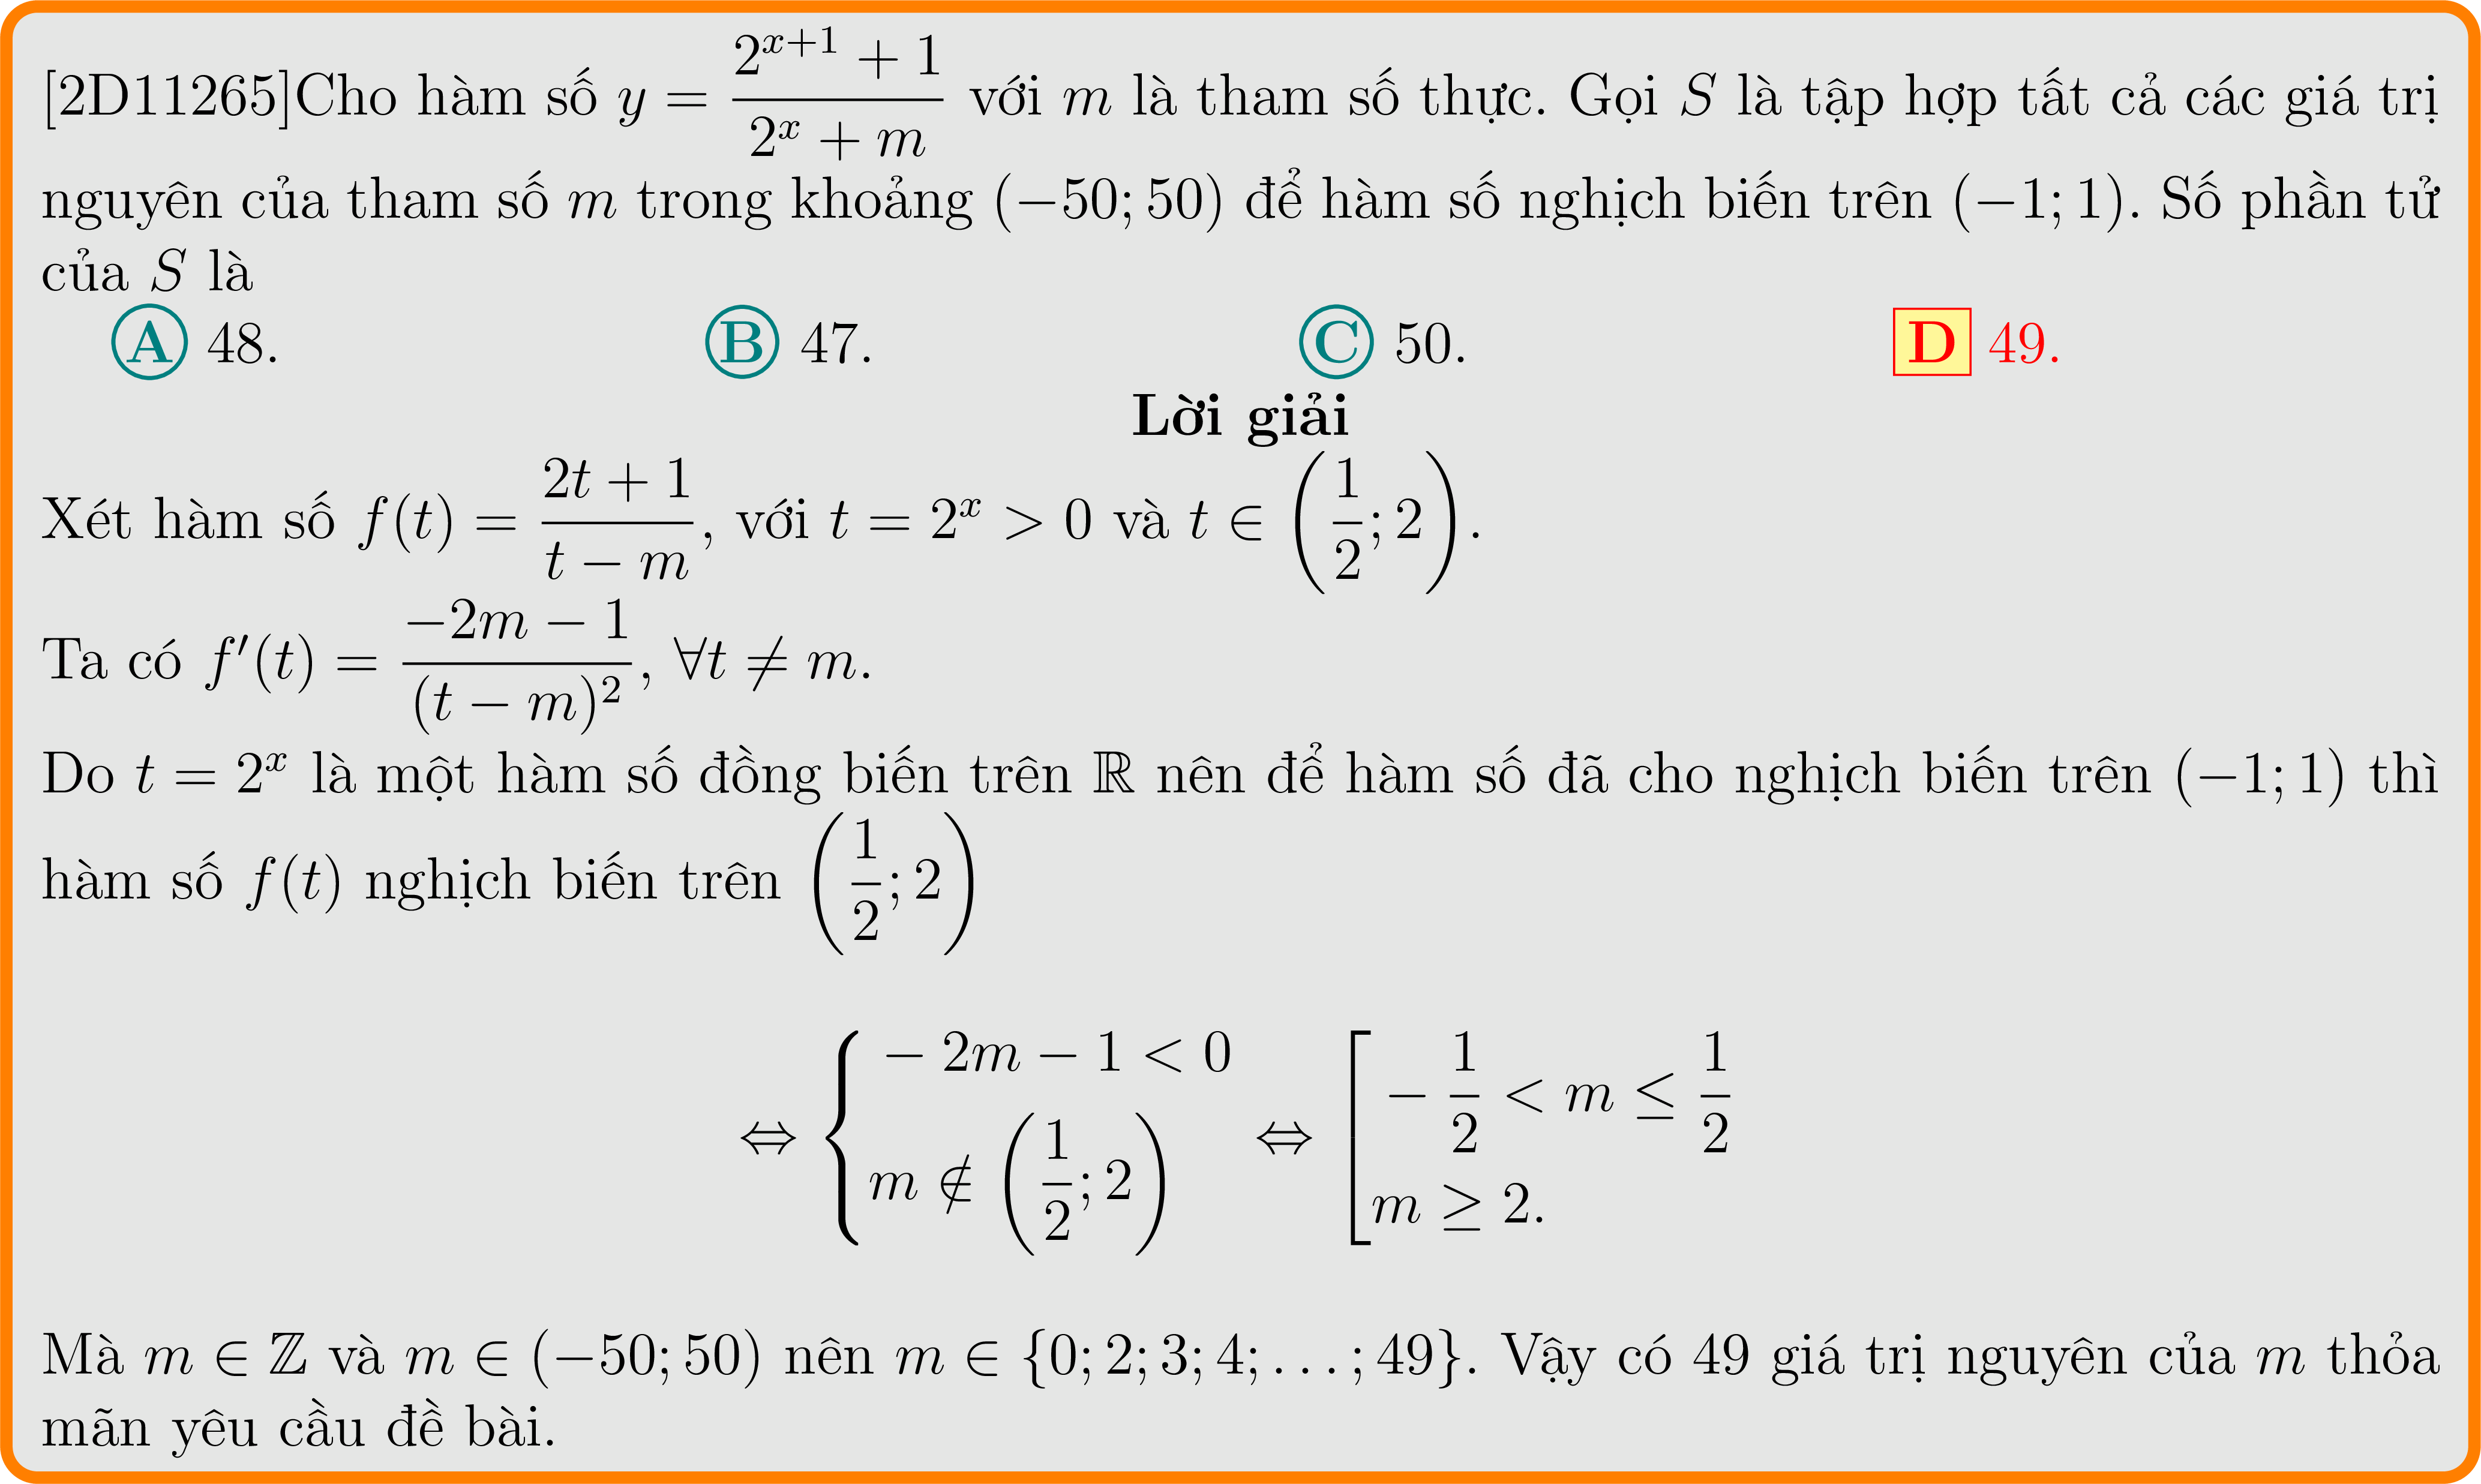 [2D11265]Cho hàm số $y = \dfrac{2^{x+1}+1}{2^x+m}$ với $m$ là tham số thực. Gọi $S$ là tập hợp tất cả các giá trị
nguyên của tham số $m$ trong khoảng $(-50; 50)$ để hàm số nghịch biến trên $(-1; 1)$. Số phần tử
của $S$ là
A 48. B 47. C 50. D 49.
Lời giải
Xét hàm số $f(t) = \dfrac{2t+1}{t-m}$, với $t = 2^x > 0$ và $t \in \left(\dfrac{1}{2}; 2\right)$.
Ta có $f'(t) = \dfrac{-2m-1}{(t-m)^2}$, $\forall t \neq m$.
Do $t = 2^x$ là một hàm số đồng biến trên $\mathbb{R}$ nên để hàm số đã cho nghịch biến trên $(-1; 1)$ thì
hàm số $f(t)$ nghịch biến trên $\left(\dfrac{1}{2}; 2\right)$
$\Leftrightarrow \begin{cases} -2m-1 < 0 \\ m \notin \left(\dfrac{1}{2}; 2\right) \end{cases} \Leftrightarrow \left[\begin{array}{l} -\dfrac{1}{2} < m \leq \dfrac{1}{2} \\ m \geq 2. \end{array}\right.$
Mà $m \in \mathbb{Z}$ và $m \in (-50; 50)$ nên $m \in \{0; 2; 3; 4; \ldots; 49\}$. Vậy có 49 giá trị nguyên của $m$ thỏa
mãn yêu cầu đề bài.